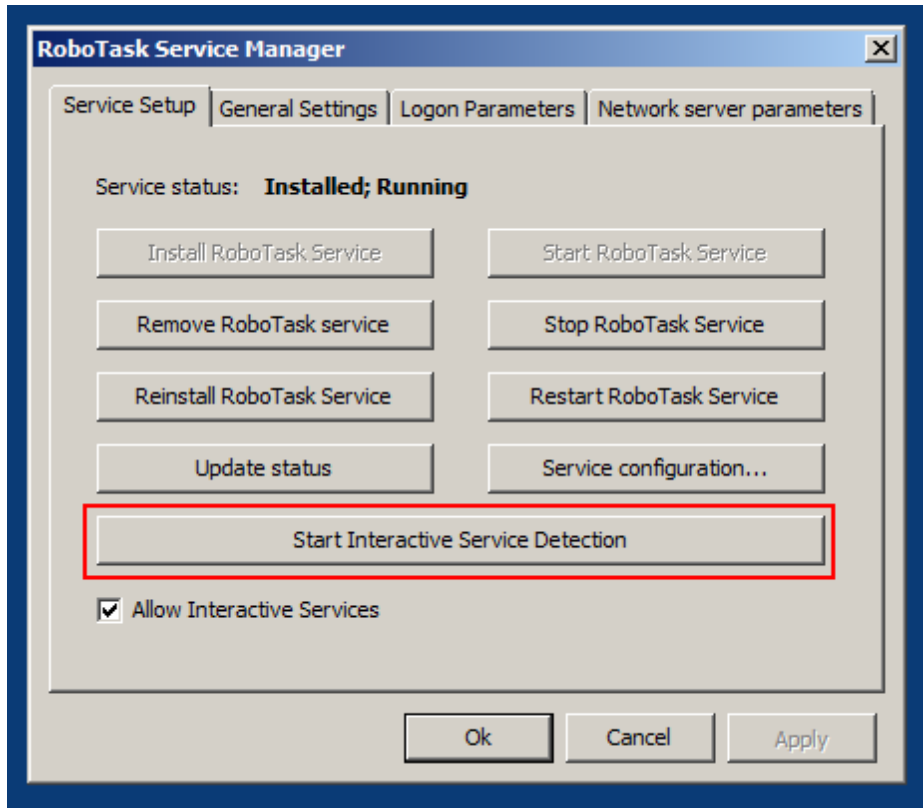 RoboTask Service Manager
Service Setup General Settings Logon Parameters Network server parameters
Service status: Installed; Running
Install RoboTask Service Start RoboTask Service
Remove RoboTask service Stop RoboTask Service
Reinstall RoboTask Service Restart RoboTask Service
Update status Service configuration...
Start Interactive Service Detection
Allow Interactive Services
Ok Cancel Apply